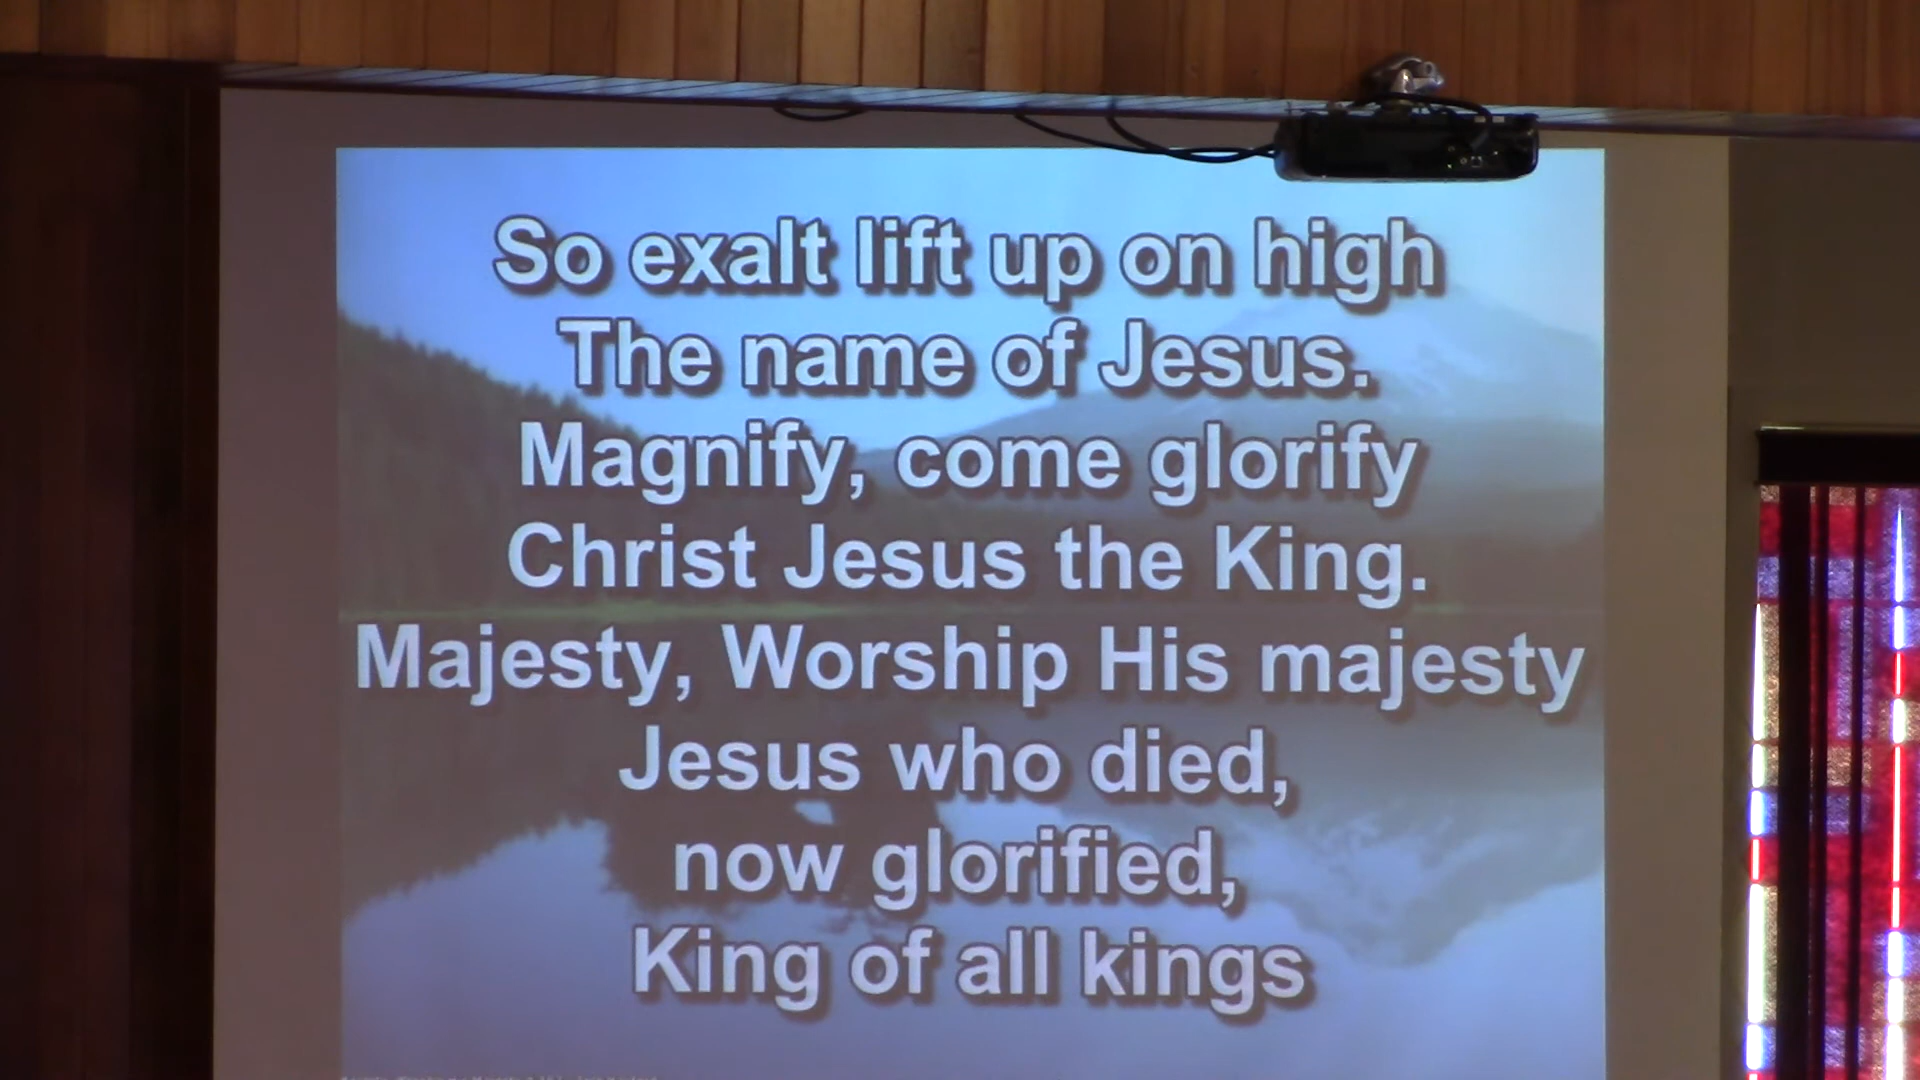 So exalt lift up on high
The name of Jesus.
Magnify, come glorify
Christ Jesus the King.
Majesty, Worship His majesty
Jesus who died,
now glorified,
King of all kings